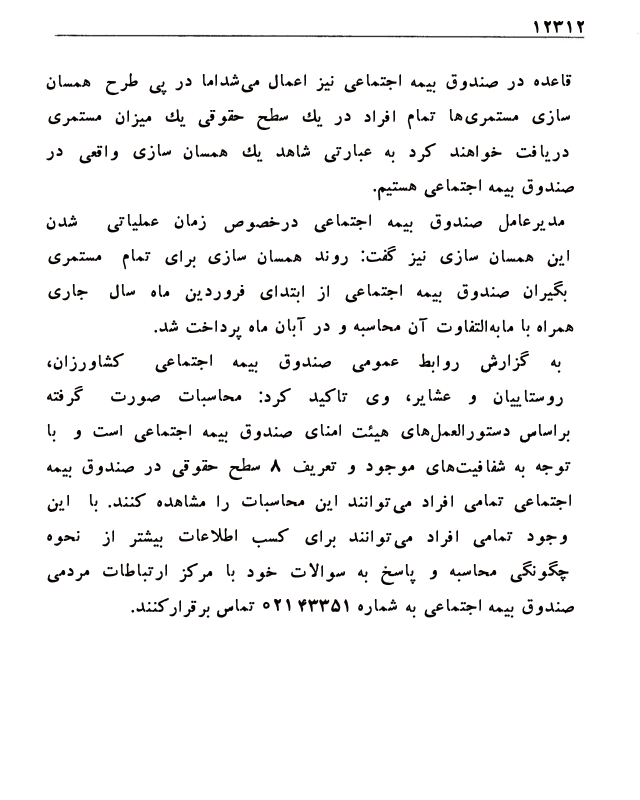 ۱۲۳۱۲
قاعده در صندوق بیمه اجتماعی نیز اعمال می‌شداما در پی طرح همسان
سازی مستمری‌ها تمام افراد در یك سطح حقوقی یك میزان مستمری
دریافت خواهند کرد به عبارتی شاهد یك همسان سازی واقعی در
صندوق بیمه اجتماعی هستیم.
مدیرعامل صندوق بیمه اجتماعی درخصوص زمان عملیاتی شدن
این همسان سازی نیز گفت: روند همسان سازی برای تمام مستمری
بگیران صندوق بیمه اجتماعی از ابتدای فروردین ماه سال جاری
همراه با مابه‌التفاوت آن محاسبه و در آبان ماه پرداخت شد.
به گزارش روابط عمومی صندوق بیمه اجتماعی کشاورزان،
روستاییان و عشایر، وی تاکید کرد: محاسبات صورت گرفته
براساس دستورالعمل‌های هیئت امنای صندوق بیمه اجتماعی است و با
توجه به شفافیت‌های موجود و تعریف ۸ سطح حقوقی در صندوق بیمه
اجتماعی تمامی افراد می‌توانند این محاسبات را مشاهده کنند. با این
وجود تمامی افراد می‌توانند برای کسب اطلاعات بیشتر از نحوه
چگونگی محاسبه و پاسخ به سوالات خود با مرکز ارتباطات مردمی
صندوق بیمه اجتماعی به شماره ۰۲۱۴۳۳۵۱ تماس برقرارکنند.